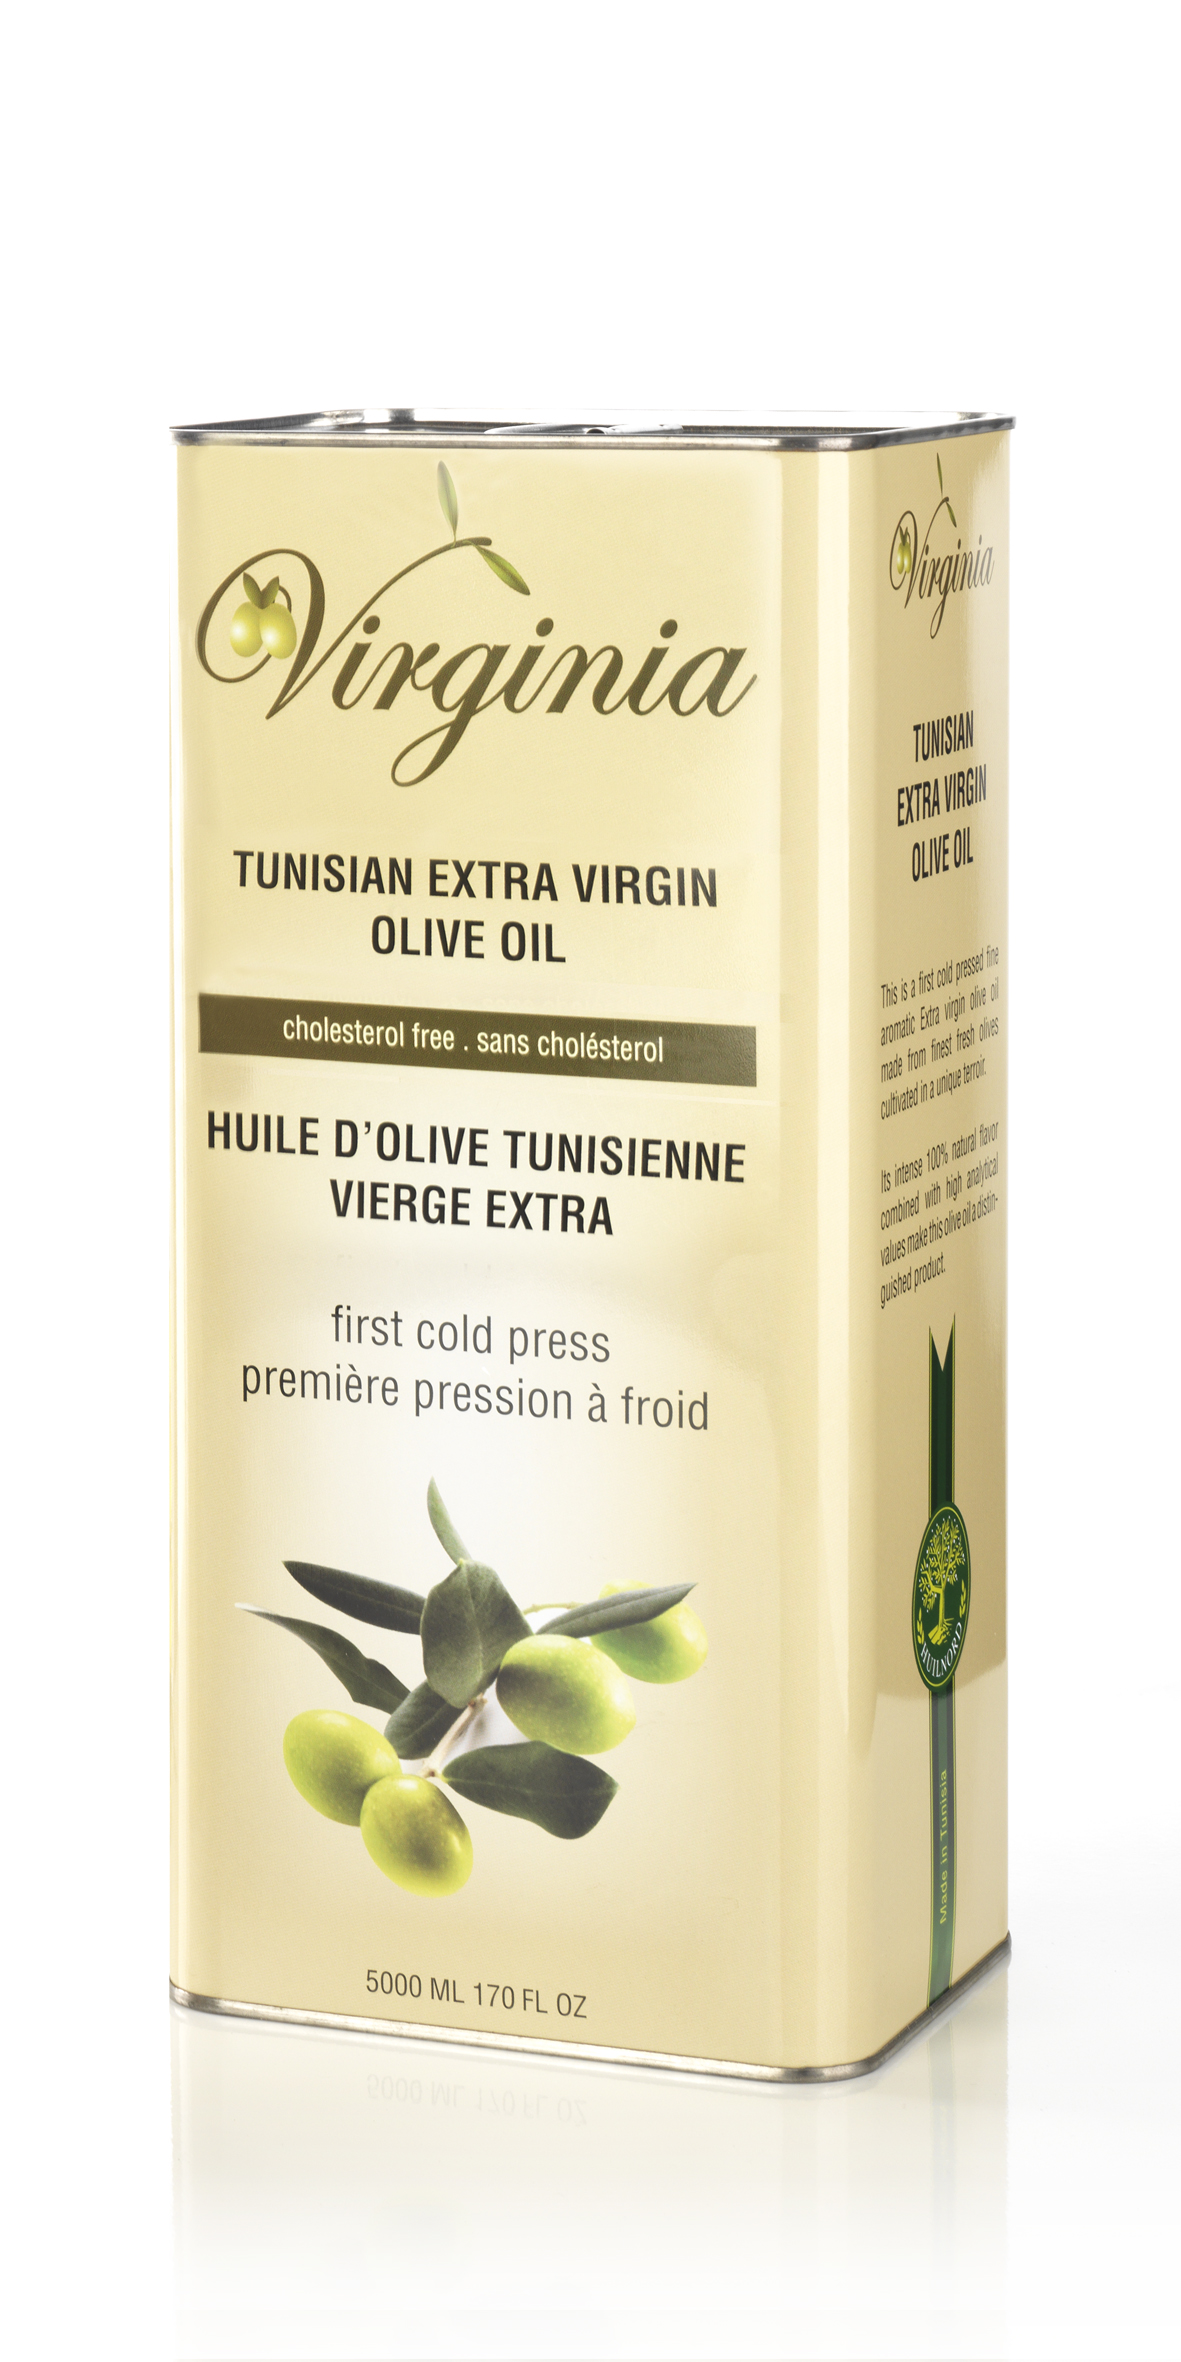 Virginia
TUNISIAN EXTRA VIRGIN
OLIVE OIL
cholesterol free . sans cholésterol
HUILE D'OLIVE TUNISIENNE
VIERGE EXTRA
first cold press
première pression à froid
5000 ML 170 FL OZ
Virginia
TUNISIAN
EXTRA VIRGIN
OLIVE OIL
This is a first cold pressed fine
aromatic Extra virgin olive oil
made from finest fresh olives
cultivated in a unique terroir.
Its intense 100% natural flavor
combined with high analytical
values make this olive oil a distin-
guished product.
HUILNORD
Made in Tunisia